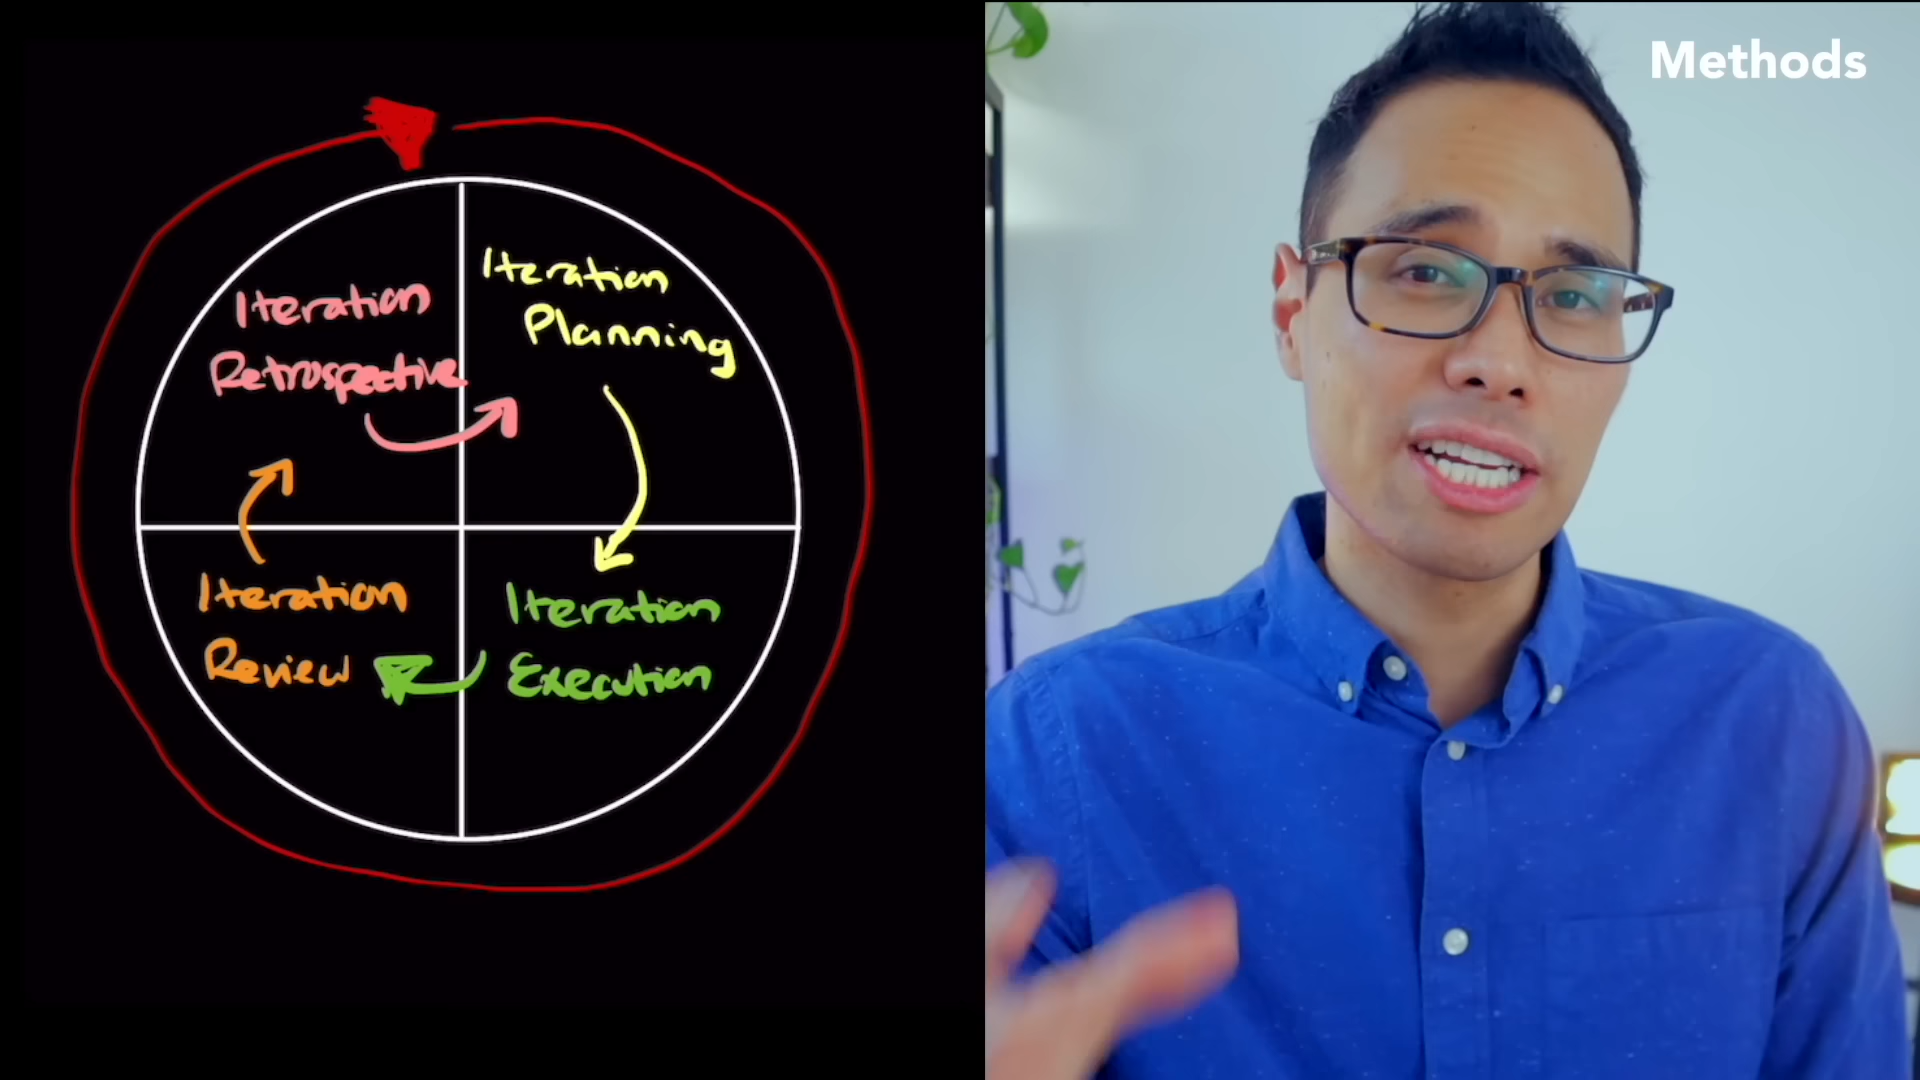 Methods
Iteration
Planning
Iteration
Execution
Iteration
Review
Iteration
Retrospective